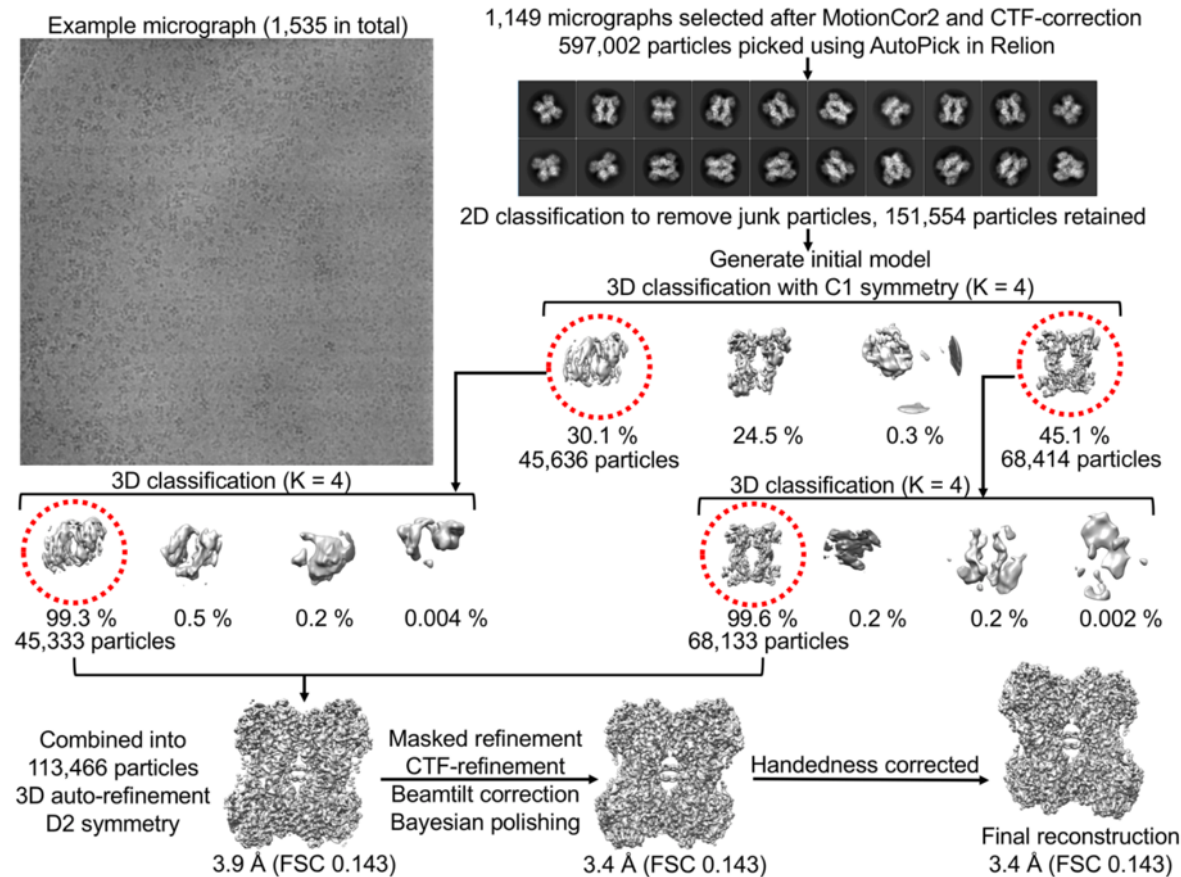 Example micrograph (1,535 in total)
1,149 micrographs selected after MotionCor2 and CTF-correction
597,002 particles picked using AutoPick in Relion
2D classification to remove junk particles, 151,554 particles retained
Generate initial model
3D classification with C1 symmetry (K = 4)
30.1 %
45,636 particles
24.5 %
0.3 %
45.1 %
68,414 particles
3D classification (K = 4)
99.3 %
45,333 particles
0.5 %
0.2 %
0.004 %
3D classification (K = 4)
99.6 %
68,133 particles
0.2 %
0.2 %
0.002 %
Combined into
113,466 particles
3D auto-refinement
D2 symmetry
3.9 Å (FSC 0.143)
Masked refinement
CTF-refinement
Beamtilt correction
Bayesian polishing
3.4 Å (FSC 0.143)
Handedness corrected
Final reconstruction
3.4 Å (FSC 0.143)